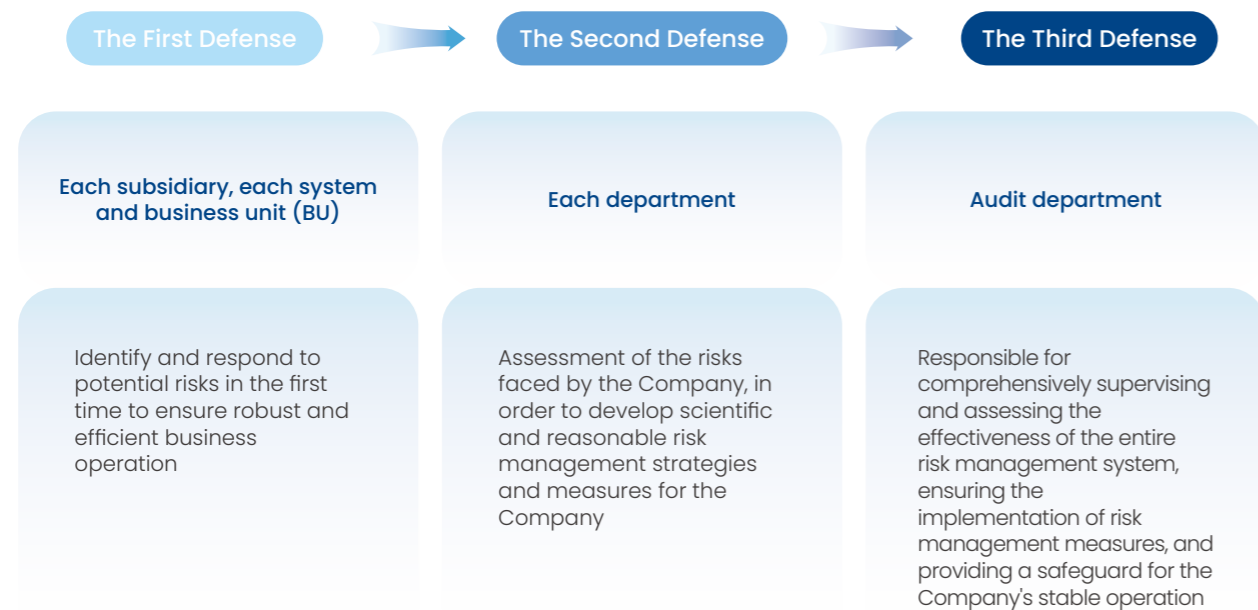 The First Defense
The Second Defense
The Third Defense
Each subsidiary, each system
and business unit (BU)
Each department
Audit department
Identify and respond to
potential risks in the first
time to ensure robust and
efficient business
operation
Assessment of the risks
faced by the Company, in
order to develop scientific
and reasonable risk
management strategies
and measures for the
Company
Responsible for
comprehensively supervising
and assessing the
effectiveness of the entire
risk management system,
ensuring the
implementation of risk
management measures, and
providing a safeguard for the
Company's stable operation